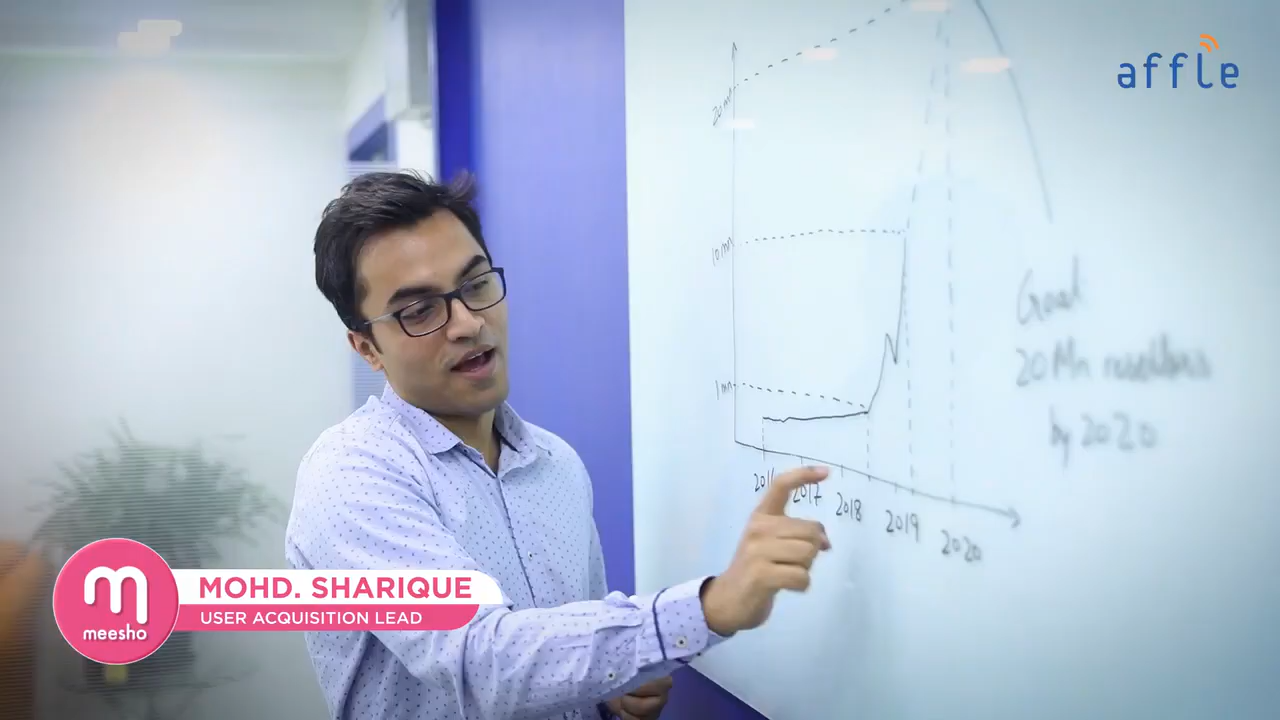 affle
20 Mn
10 Mn
1 mn
2016
2017
2018
2019
2020
Goal
20 Mn resellers
by 2020
m
meesho
MOHD. SHARIQUE
USER ACQUISITION LEAD